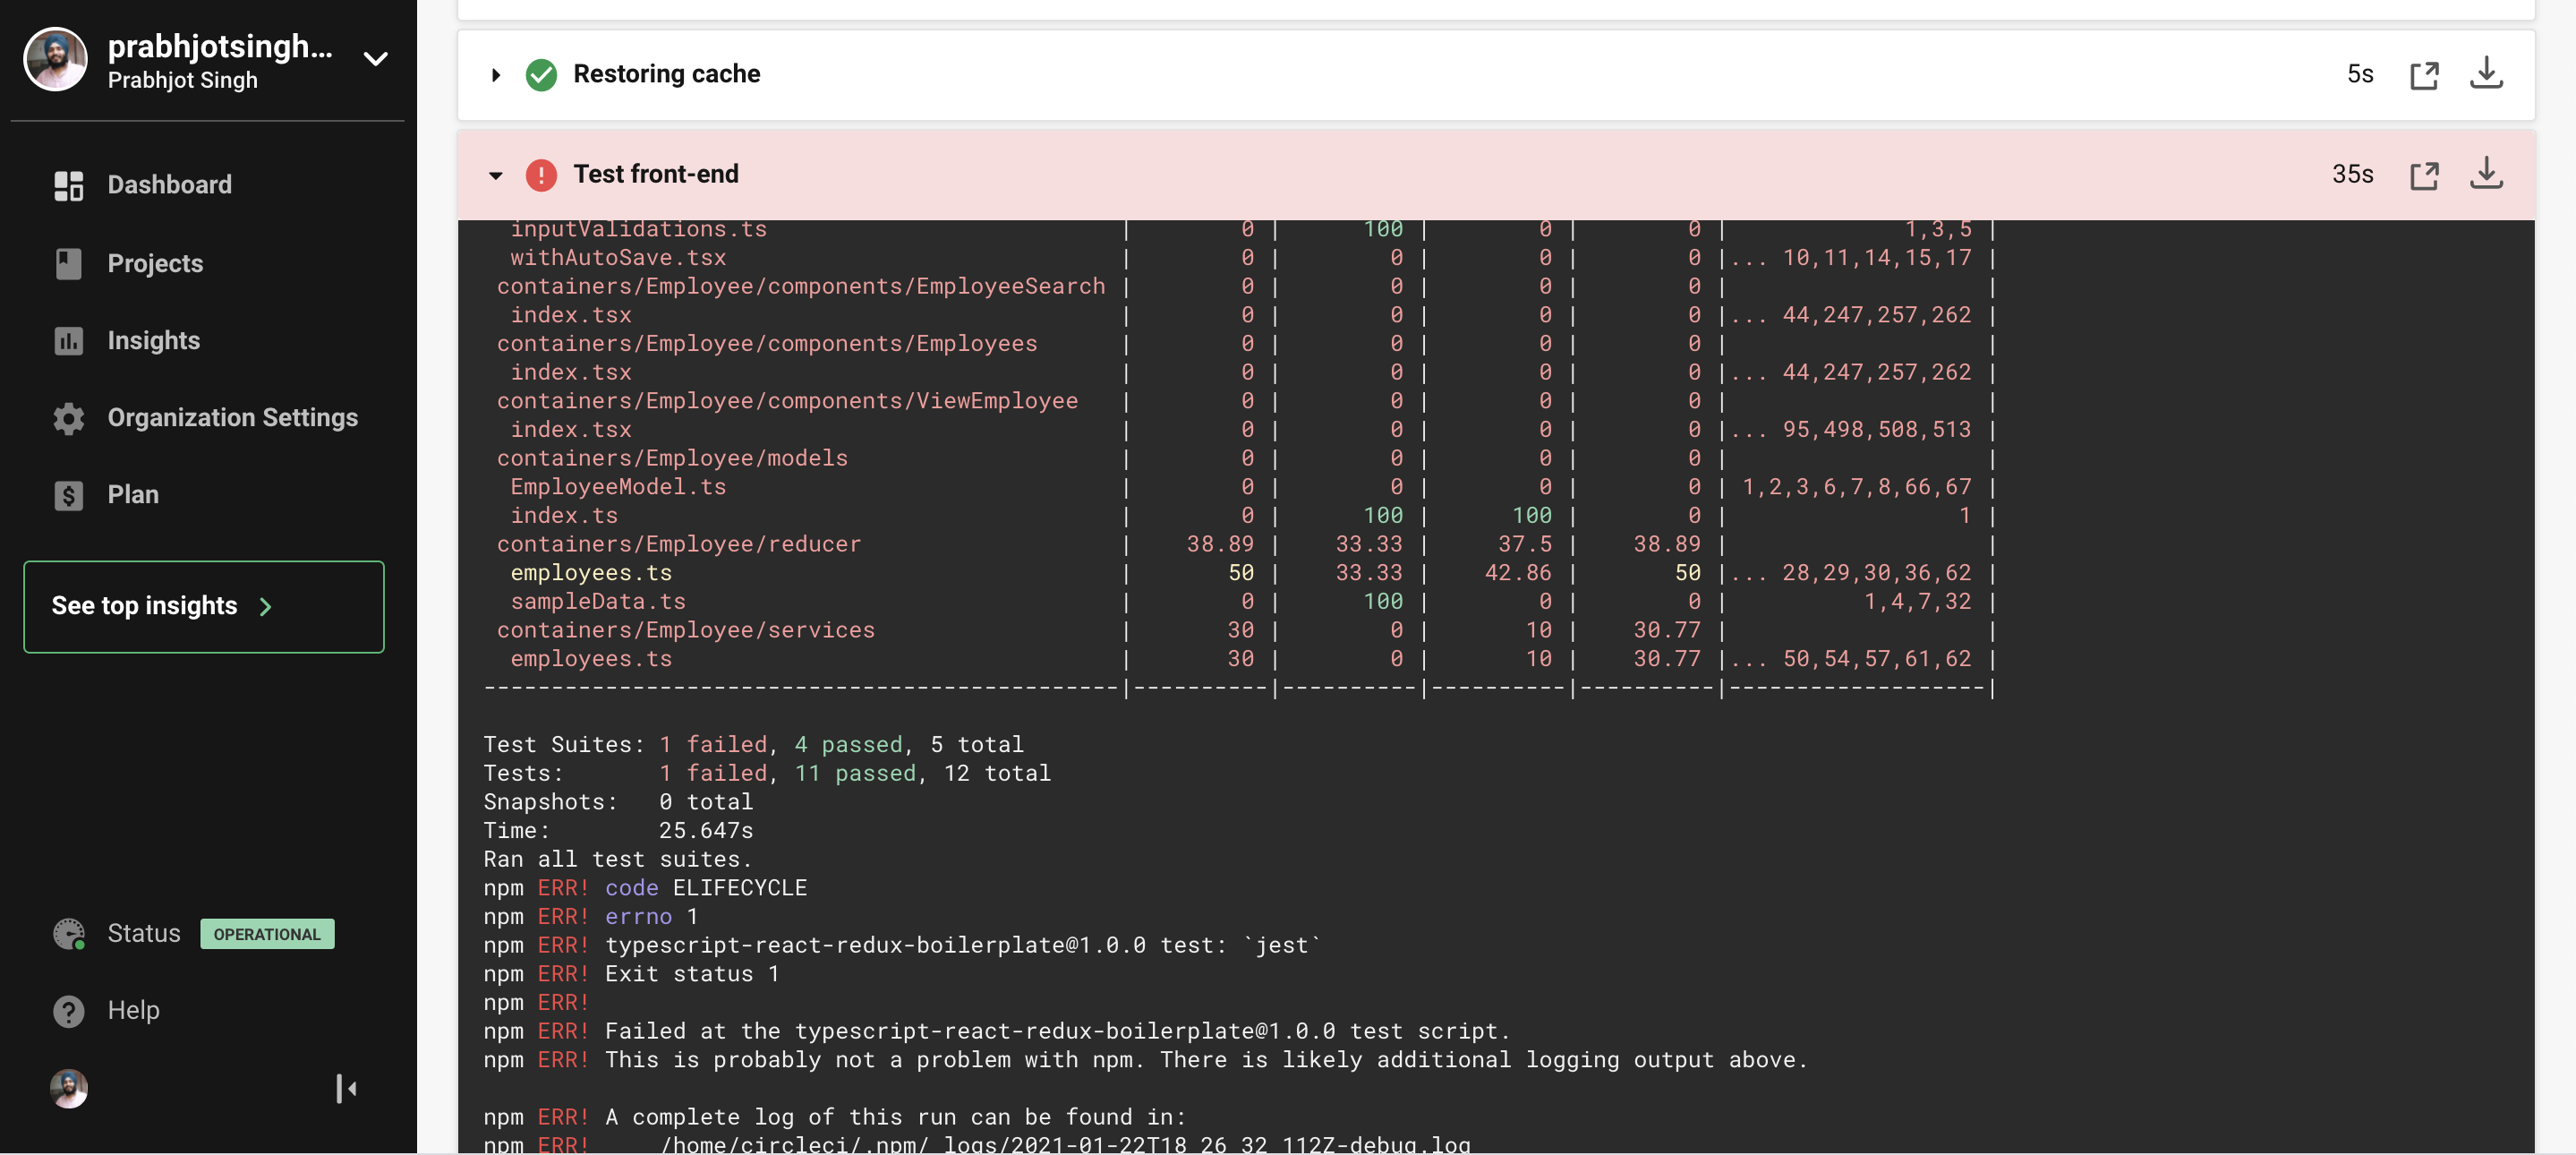 prabhjotsingh...
Prabhjot Singh
Dashboard
Projects
Insights
Organization Settings
$ Plan
See top insights
Status OPERATIONAL
? Help
Restoring cache 5s
! Test front-end 35s
inputValidations.ts | 0 | 100 | 0 | 0 | 1,3,5 |
withAutoSave.tsx | 0 | 0 | 0 | 0 |... 10,11,14,15,17 |
containers/Employee/components/EmployeeSearch | 0 | 0 | 0 | 0 | |
index.tsx | 0 | 0 | 0 | 0 |... 44,247,257,262 |
containers/Employee/components/Employees | 0 | 0 | 0 | 0 | |
index.tsx | 0 | 0 | 0 | 0 |... 44,247,257,262 |
containers/Employee/components/ViewEmployee | 0 | 0 | 0 | 0 | |
index.tsx | 0 | 0 | 0 | 0 |... 95,498,508,513 |
containers/Employee/models | 0 | 0 | 0 | 0 | |
EmployeeModel.ts | 0 | 0 | 0 | 0 | 1,2,3,6,7,8,66,67 |
index.ts | 0 | 100 | 100 | 0 | 1 |
containers/Employee/reducer | 38.89 | 33.33 | 37.5 | 38.89 | |
employees.ts | 50 | 33.33 | 42.86 | 50 |... 28,29,30,36,62 |
sampleData.ts | 0 | 100 | 0 | 0 | 1,4,7,32 |
containers/Employee/services | 30 | 0 | 10 | 30.77 | |
employees.ts | 30 | 0 | 10 | 30.77 |... 50,54,57,61,62 |
-----------------------------------------------|----------|----------|----------|----------|-------------------|
Test Suites: 1 failed, 4 passed, 5 total
Tests: 1 failed, 11 passed, 12 total
Snapshots: 0 total
Time: 25.647s
Ran all test suites.
npm ERR! code ELIFECYCLE
npm ERR! errno 1
npm ERR! typescript-react-redux-boilerplate@1.0.0 test: `jest`
npm ERR! Exit status 1
npm ERR!
npm ERR! Failed at the typescript-react-redux-boilerplate@1.0.0 test script.
npm ERR! This is probably not a problem with npm. There is likely additional logging output above.
npm ERR! A complete log of this run can be found in:
npm ERR! /home/circleci/.npm/_logs/2021-01-22T18_26_32_112Z-debug.log